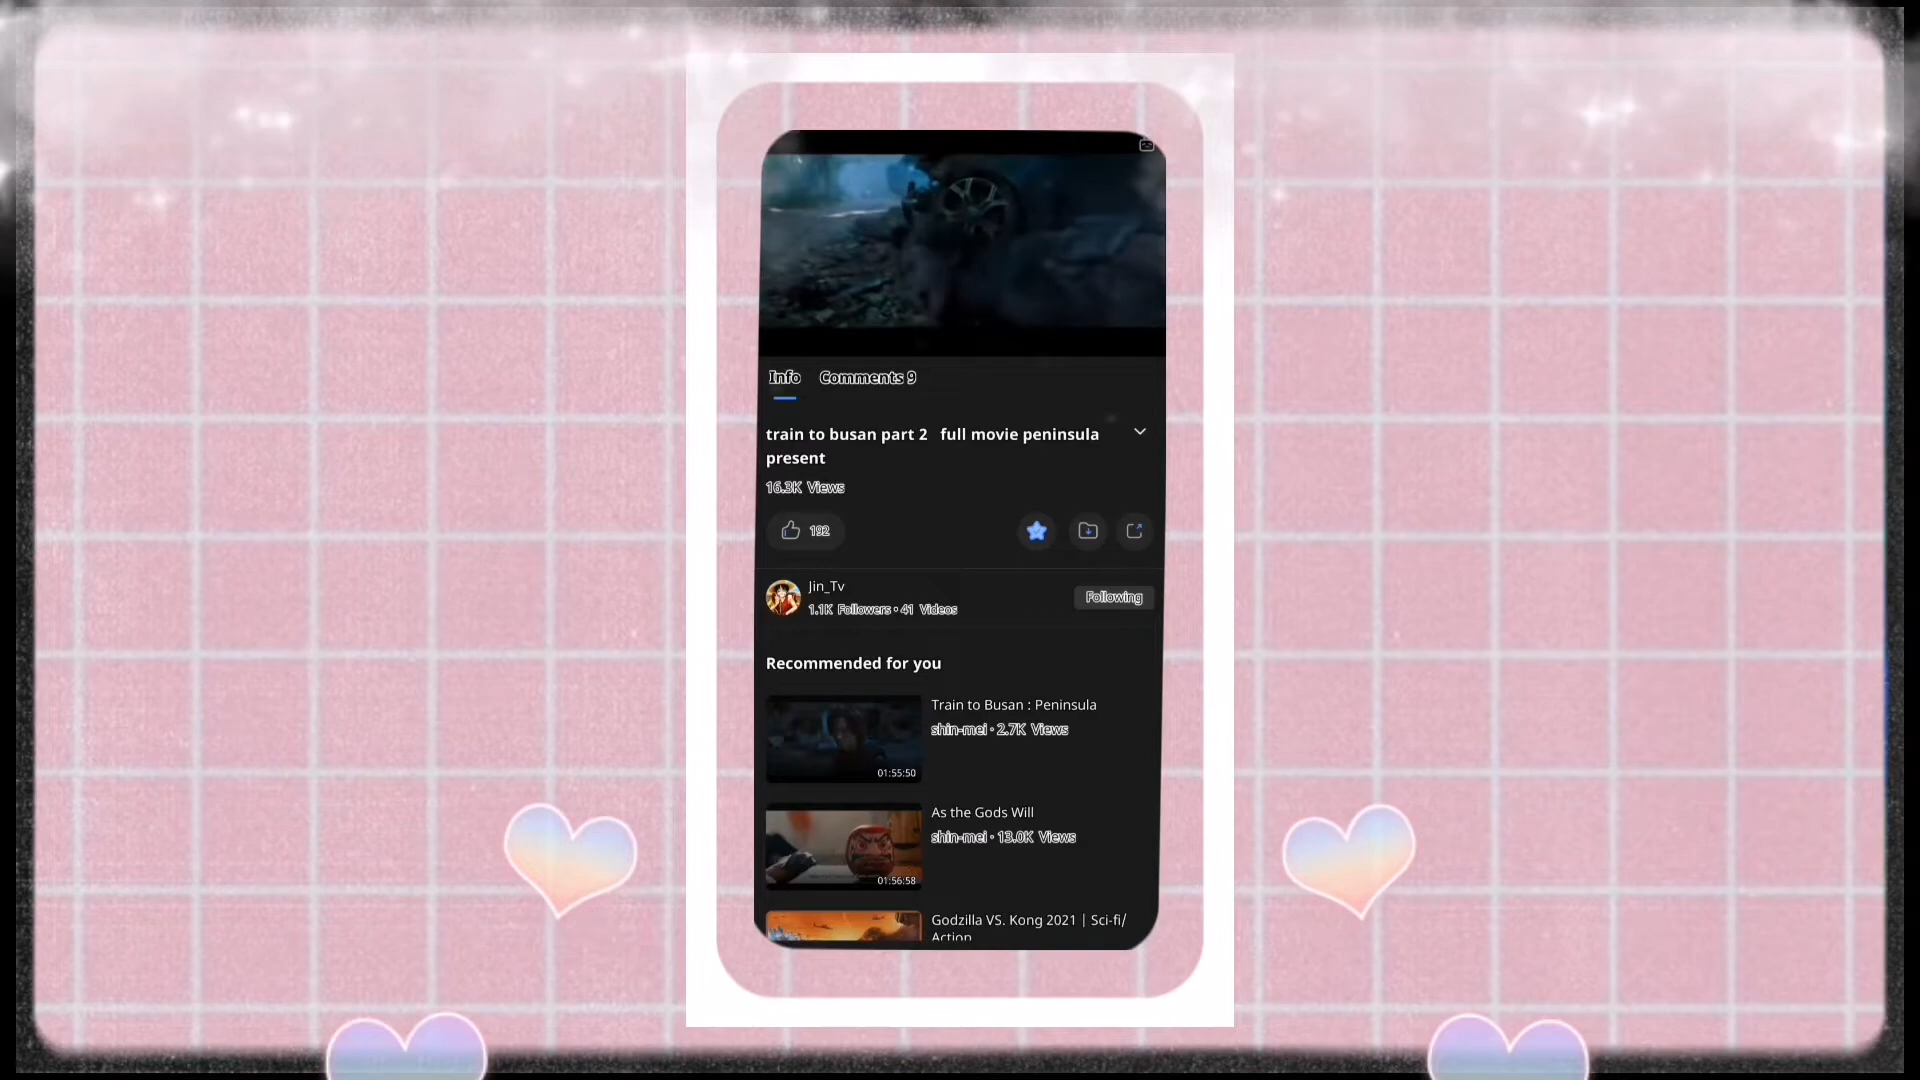 Info Comments 9
train to busan part 2 full movie peninsula
present
16.3K Views
192
Jin_Tv
1.1K Followers • 41 Videos
Following
Recommended for you
Train to Busan : Peninsula
shin-mei • 2.7K Views
01:55:50
As the Gods Will
shin-mei • 13.0K Views
01:56:58
Godzilla VS. Kong 2021 | Sci-fi/
Action